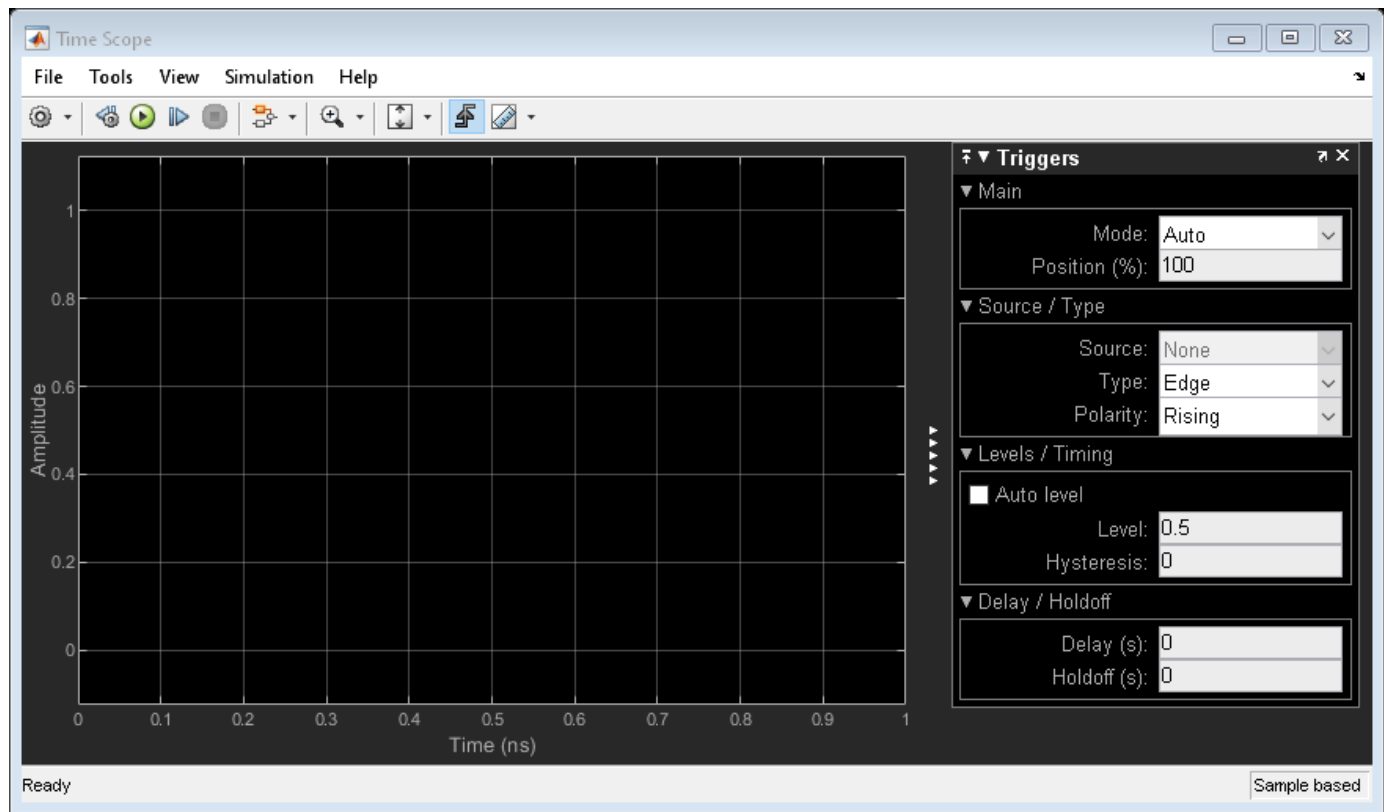 Time Scope
File Tools View Simulation Help
Triggers
Main
Mode: Auto
Position (%): 100
Source / Type
Source: None
Type: Edge
Polarity: Rising
Levels / Timing
Auto level
Level: 0.5
Hysteresis: 0
Delay / Holdoff
Delay (s): 0
Holdoff (s): 0
Amplitude
1
0.8
0.6
0.4
0.2
0
0 0.1 0.2 0.3 0.4 0.5 0.6 0.7 0.8 0.9 1
Time (ns)
Ready Sample based